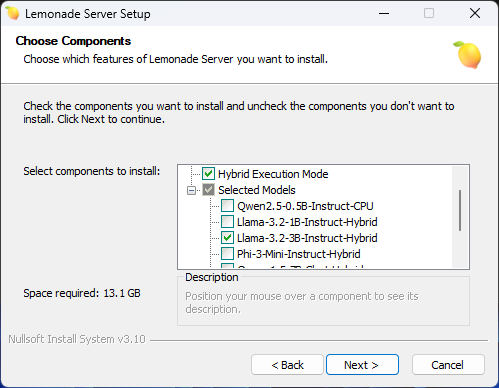 Lemonade Server Setup
Choose Components
Choose which features of Lemonade Server you want to install.
Check the components you want to install and uncheck the components you don't want to
install. Click Next to continue.
Select components to install:
Hybrid Execution Mode
Selected Models
Qwen2.5-0.5B-Instruct-CPU
Llama-3.2-1B-Instruct-Hybrid
Llama-3.2-3B-Instruct-Hybrid
Phi-3-Mini-Instruct-Hybrid
Space required: 13.1 GB
Description
Position your mouse over a component to see its
description.
Nullsoft Install System v3.10
< Back
Next >
Cancel